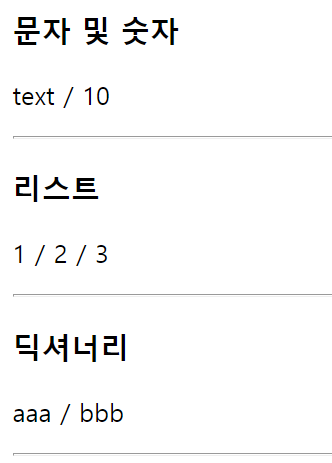 문자 및 숫자
text / 10
리스트
1 / 2 / 3
딕셔너리
aaa / bbb